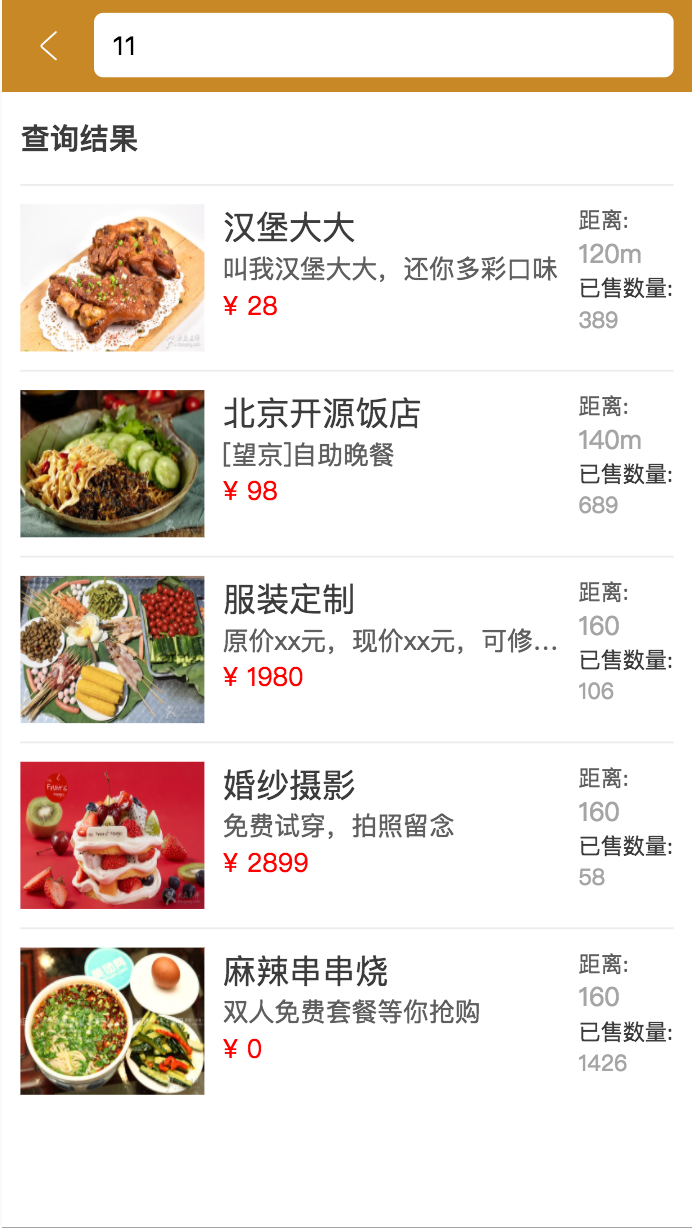 11
查询结果
汉堡大大
叫我汉堡大大，还你多彩口味
¥ 28
距离:
120m
已售数量:
389
北京开源饭店
[望京]自助晚餐
¥ 98
距离:
140m
已售数量:
689
服装定制
原价xx元，现价xx元，可修...
¥ 1980
距离:
160
已售数量:
106
婚纱摄影
免费试穿，拍照留念
¥ 2899
距离:
160
已售数量:
58
麻辣串串烧
双人免费套餐等你抢购
¥ 0
距离:
160
已售数量:
1426